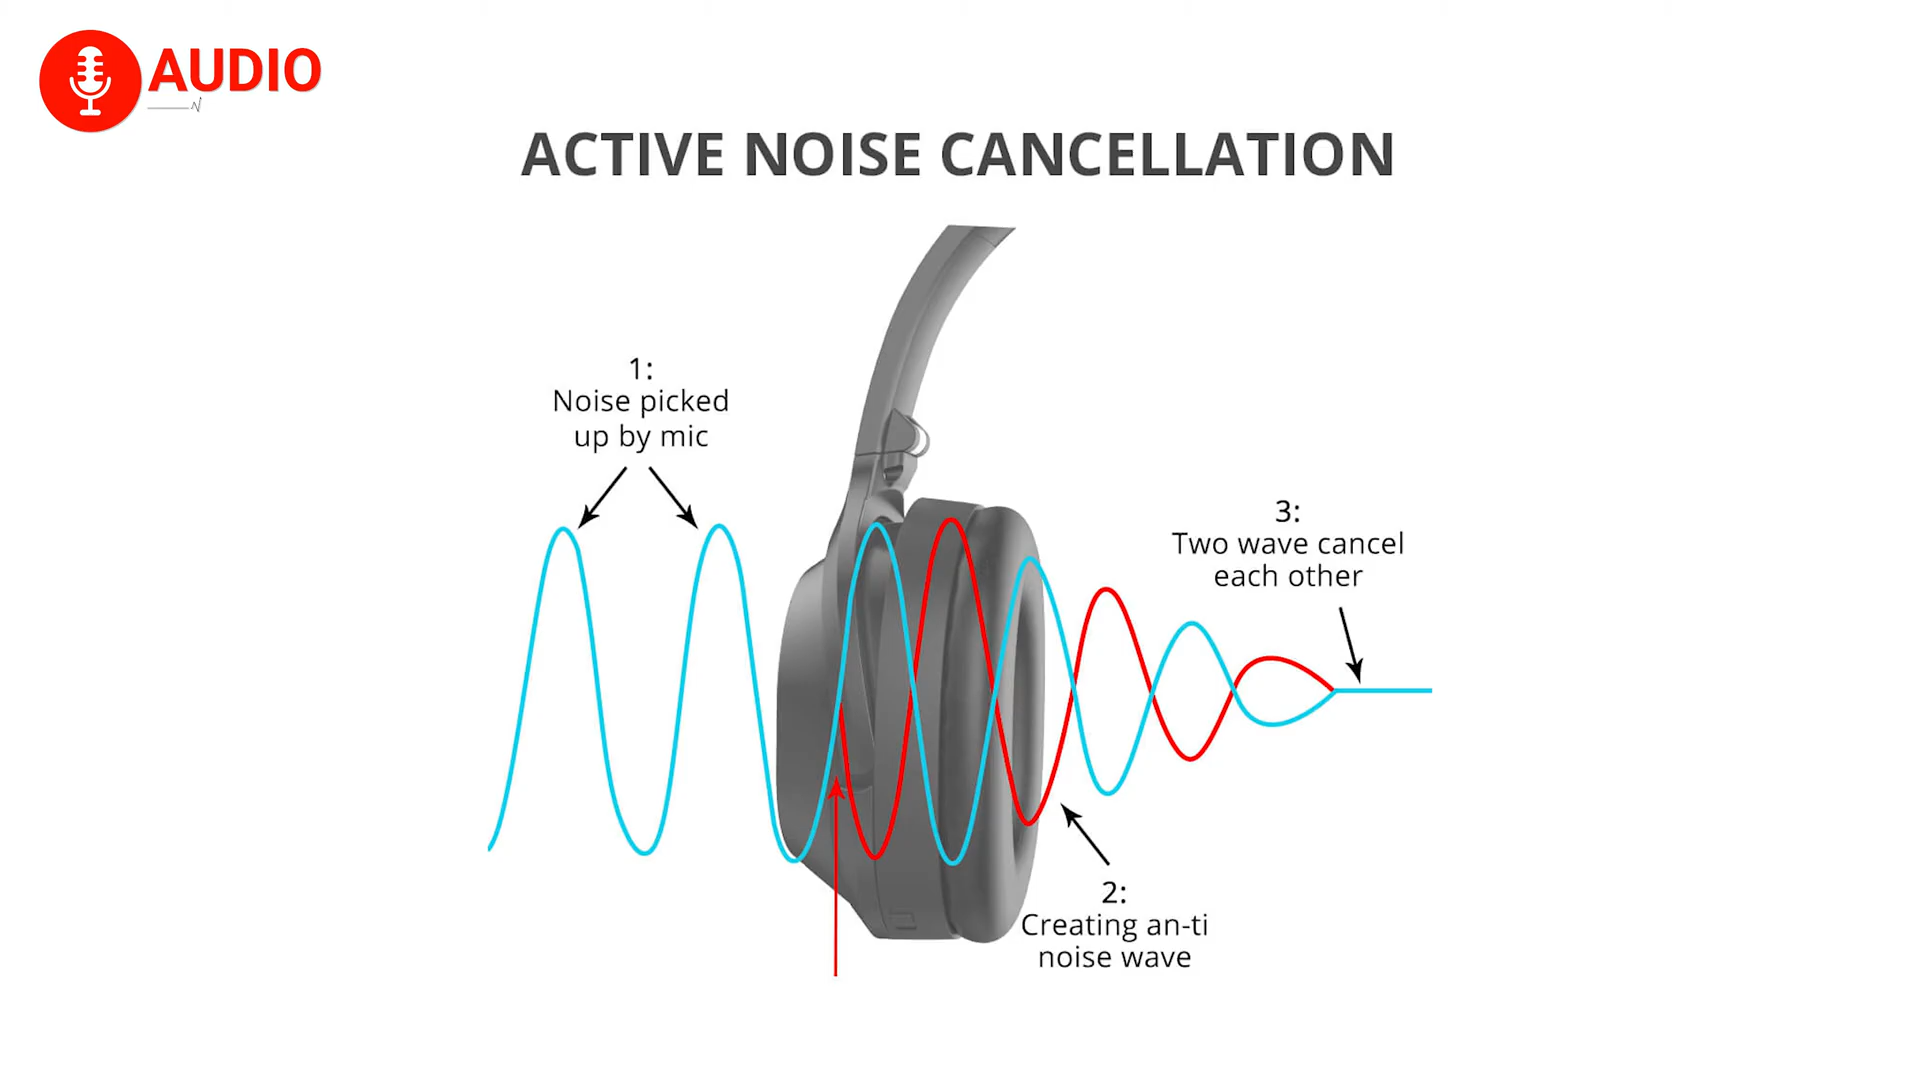 AUDIO
ACTIVE NOISE CANCELLATION
1:
Noise picked
up by mic
3:
Two wave cancel
each other
2:
Creating an-ti
noise wave